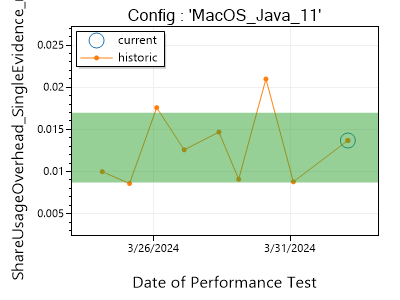 Config : 'MacOS_Java_11'
ShareUsageOverhead_SingleEvidence_
current
historic
0.025
0.02
0.015
0.01
0.005
3/26/2024
3/31/2024
Date of Performance Test